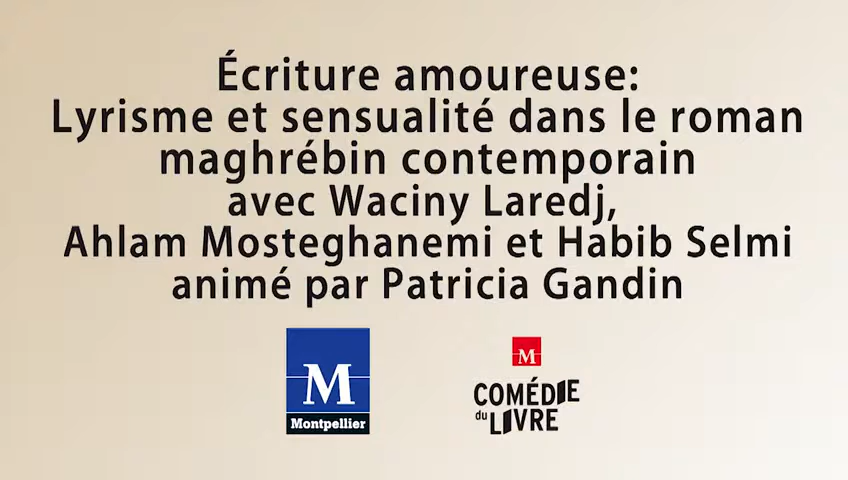 Écriture amoureuse:
Lyrisme et sensualité dans le roman
maghrébin contemporain
avec Waciny Laredj,
Ahlam Mosteghanemi et Habib Selmi
animé par Patricia Gandin
M
Montpellier
M
COMÉDIE
du LIVRE